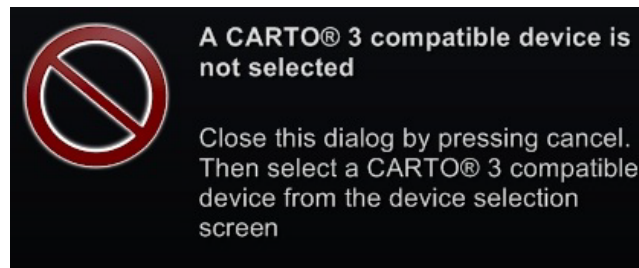 A CARTO® 3 compatible device is
not selected
Close this dialog by pressing cancel.
Then select a CARTO® 3 compatible
device from the device selection
screen